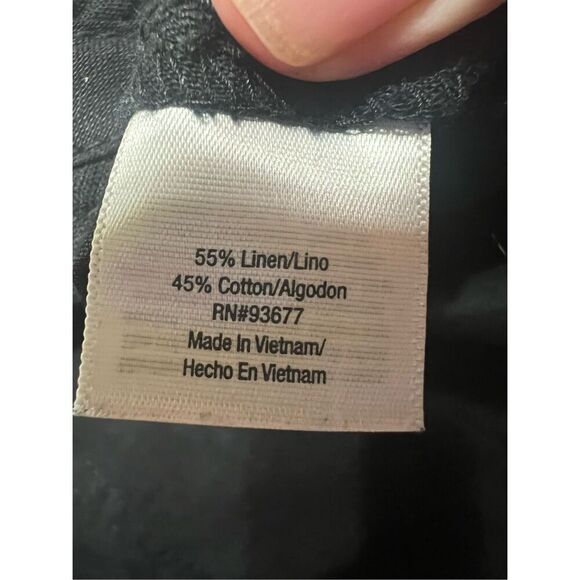 55% Linen/Lino
45% Cotton/Algodon
RN#93677
Made In Vietnam/
Hecho En Vietnam